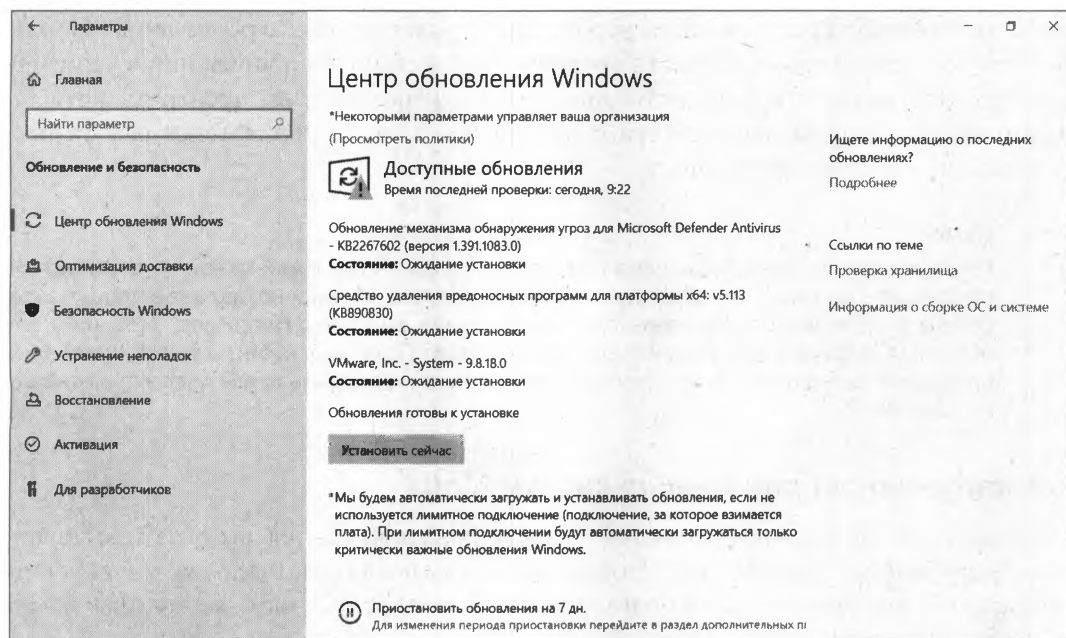 ← Параметры
Главная
Найти параметр
Обновление и безопасность
Центр обновления Windows
Оптимизация доставки
Безопасность Windows
Устранение неполадок
Восстановление
Активация
Для разработчиков
Центр обновления Windows
*Некоторыми параметрами управляет ваша организация
(Просмотреть политики)
Доступные обновления
Время последней проверки: сегодня, 9:22
Обновление механизма обнаружения угроз для Microsoft Defender Antivirus
- KB2267602 (версия 1.391.1083.0)
Состояние: Ожидание установки
Средство удаления вредоносных программ для платформы x64: v5.113
(KB890830)
Состояние: Ожидание установки
VMware, Inc. - System - 9.8.18.0
Состояние: Ожидание установки
Обновления готовы к установке
Установить сейчас
*Мы будем автоматически загружать и устанавливать обновления, если не
используется лимитное подключение (подключение, за которое взимается
плата). При лимитном подключении будут автоматически загружаться только
критически важные обновления Windows.
Приостановить обновления на 7 дн.
Для изменения периода приостановки перейдите в раздел дополнительных
Ищете информацию о последних
обновлениях?
Подробнее
Ссылки по теме
Проверка хранилища
Информация о сборке ОС и системе